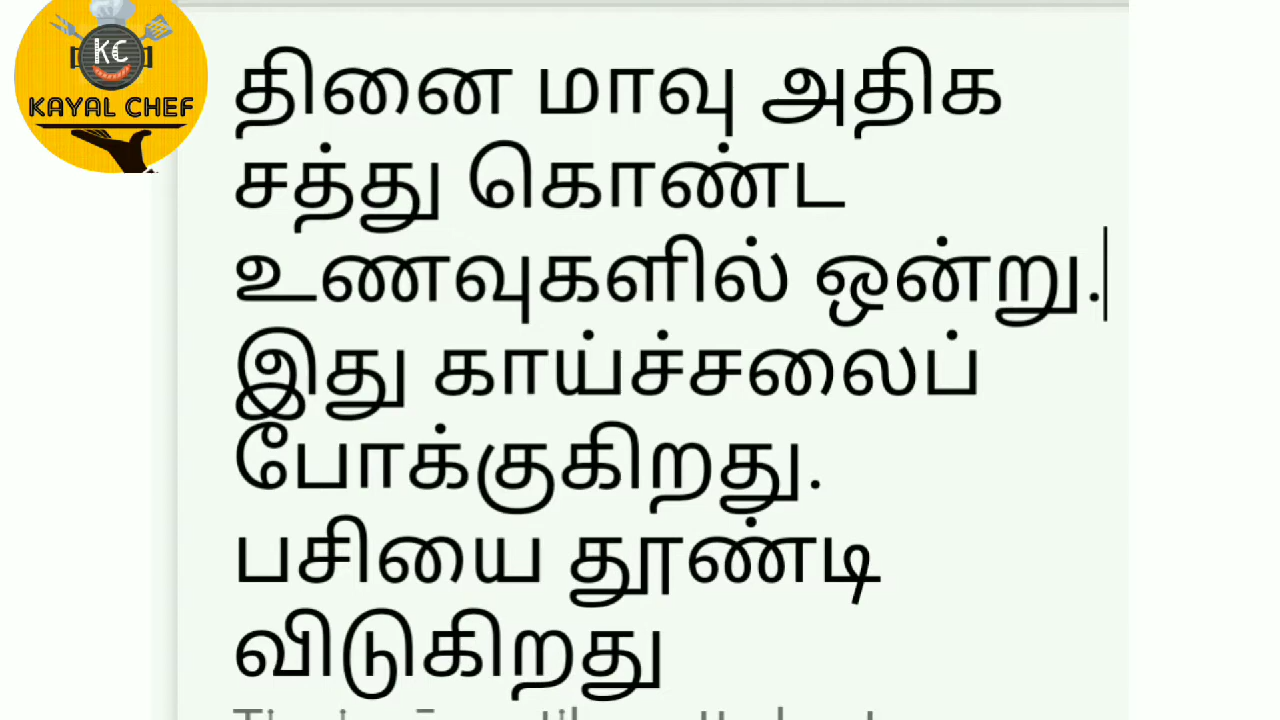 KC
KAYAL CHEF
தினை மாவு அதிக
சத்து கொண்ட
உணவுகளில் ஒன்று.
இது காய்ச்சலைப்
போக்குகிறது.
பசியை தூண்டி
விடுகிறது